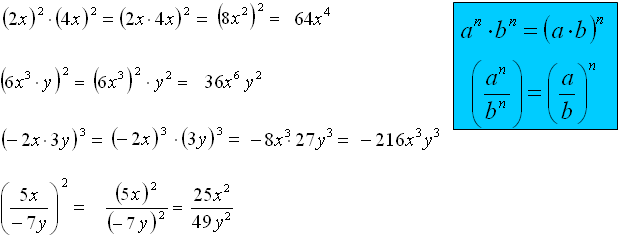 (2x)² · (4x)² = (2x · 4x)² = (8x²)² = 64x⁴
aⁿ · bⁿ = (a · b)ⁿ
(aⁿ/bⁿ) = (a/b)ⁿ
(6x³ · y)² = (6x³)² · y² = 36x⁶ y²
(−2x · 3y)³ = (−2x)³ · (3y)³ = −8x³ · 27y³ = −216x³y³
(5x/−7y)² = (5x)²/(−7y)² = 25x²/49y²